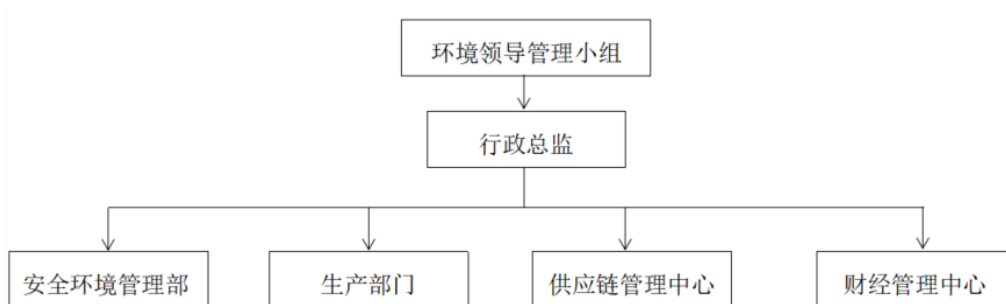 环境领导管理小组
行政总监
安全环境管理部
生产部门
供应链管理中心
财经管理中心